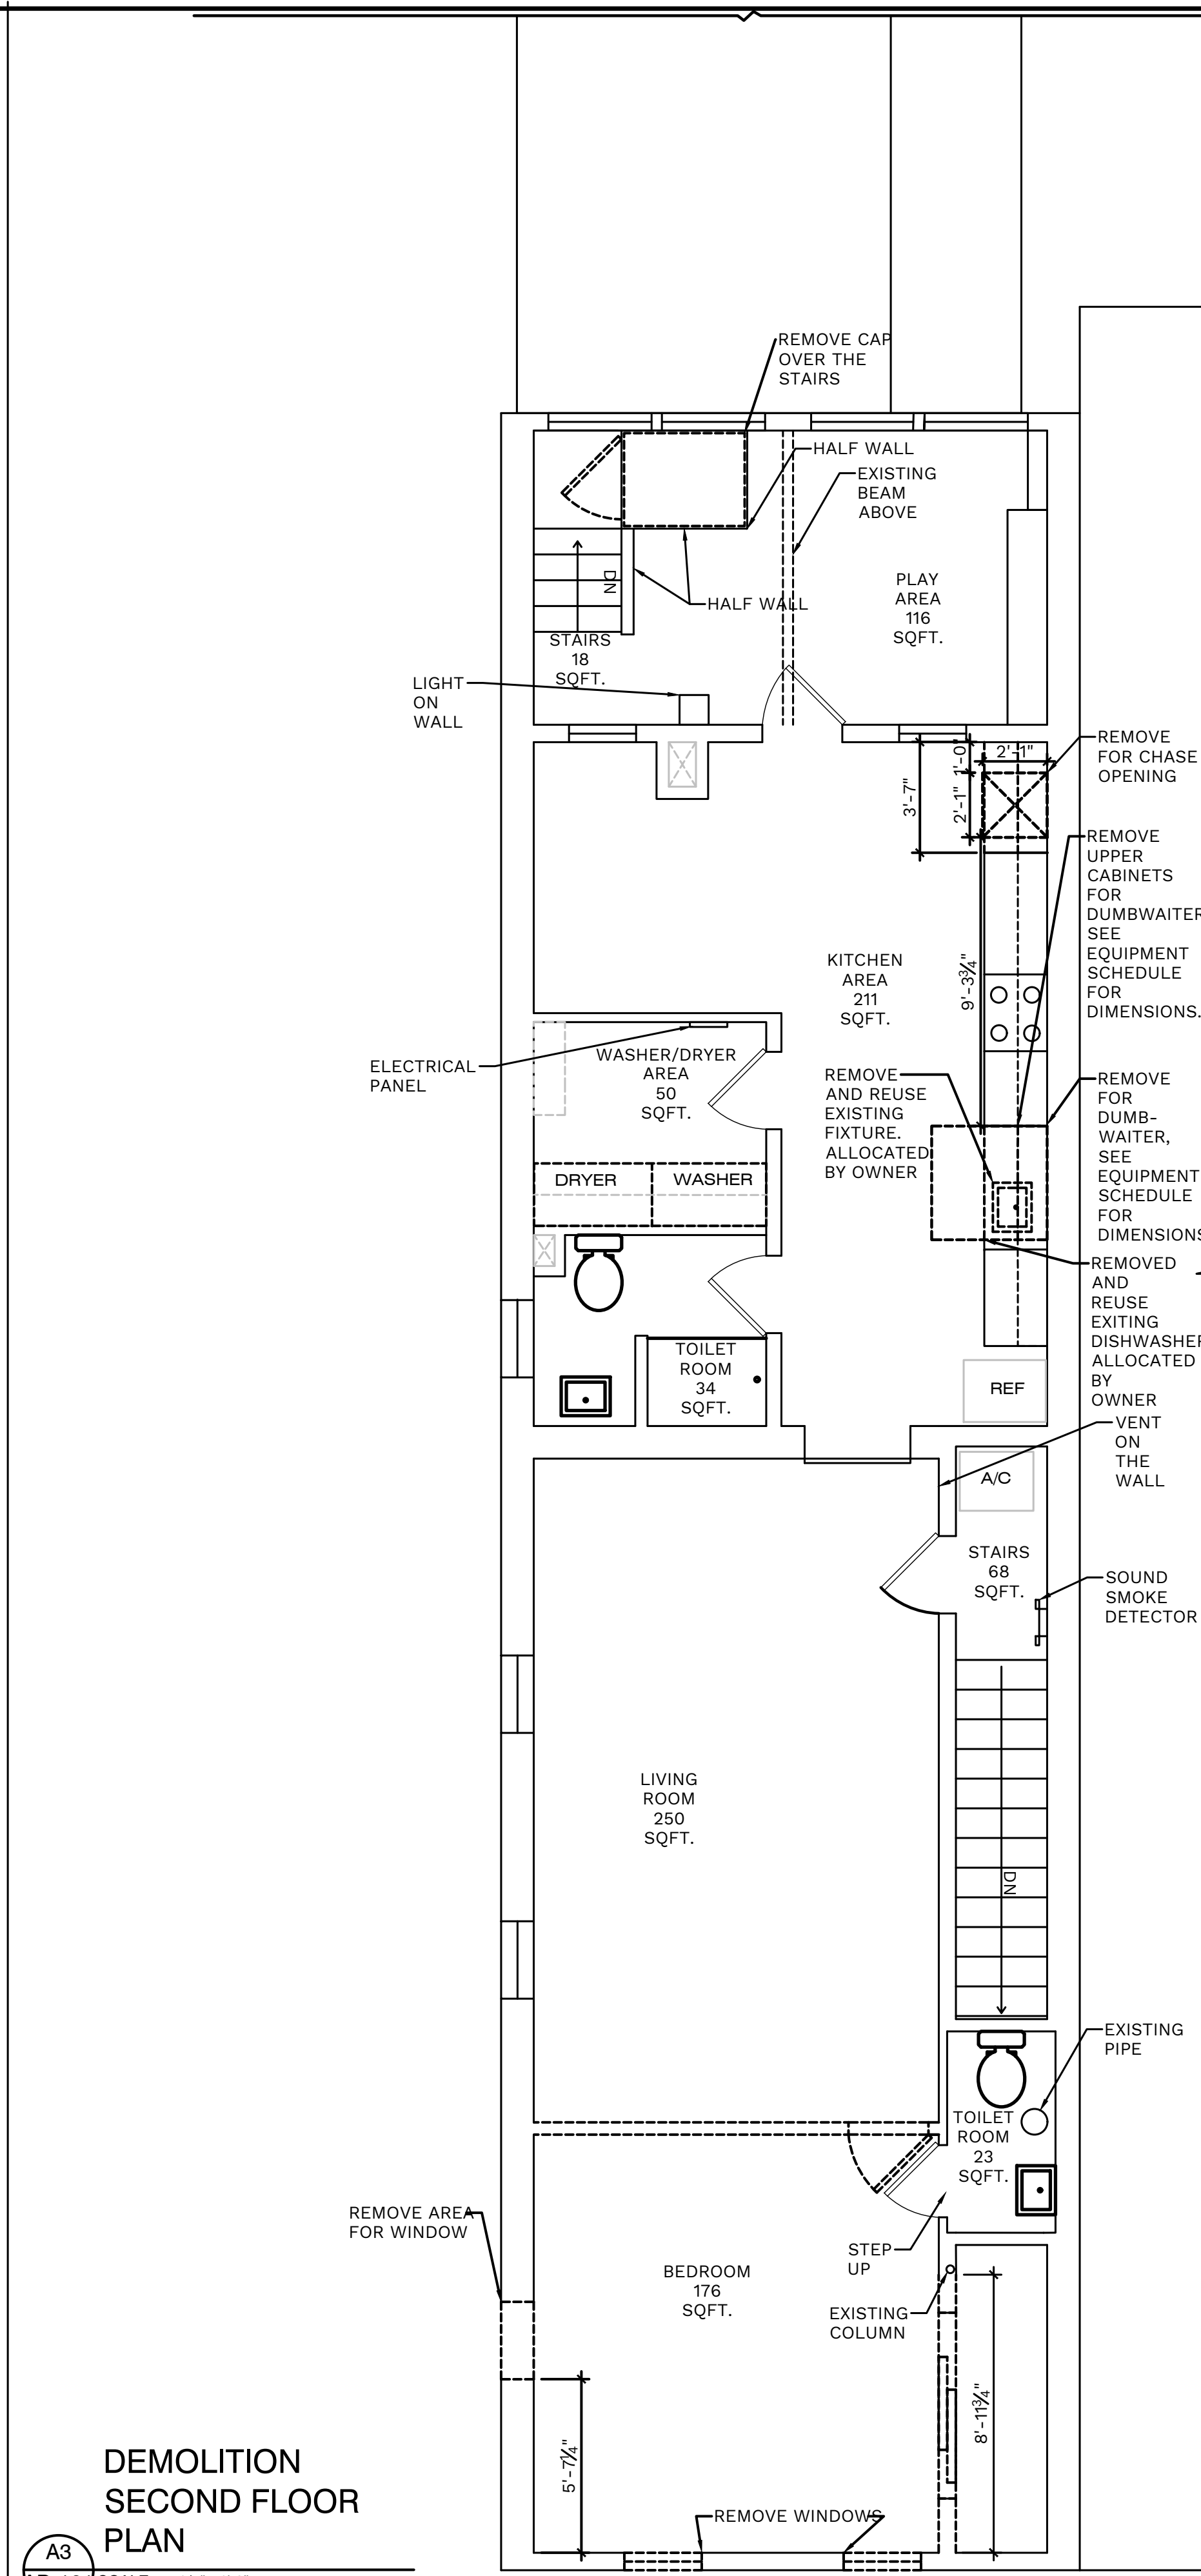 REMOVE CAP
OVER THE
STAIRS
HALF WALL
EXISTING
BEAM
ABOVE
DN
PLAY
AREA
116
SQFT.
HALF WALL
STAIRS
18
SQFT.
LIGHT
ON
WALL
REMOVE
FOR CHASE
OPENING
2'-1"
1'-0"
2'-1"
3'-7"
REMOVE
UPPER
CABINETS
FOR
DUMBWAITER
SEE
EQUIPMENT
SCHEDULE
FOR
DIMENSIONS.
KITCHEN
AREA
211
SQFT.
9'-3¾"
ELECTRICAL
PANEL
WASHER/DRYER
AREA
50
SQFT.
REMOVE
AND REUSE
EXISTING
FIXTURE.
ALLOCATED
BY OWNER
REMOVE
FOR
DUMB-
WAITER,
SEE
EQUIPMENT
SCHEDULE
FOR
DIMENSIONS
DRYER
WASHER
REMOVED
AND
REUSE
EXITING
DISHWASHER
ALLOCATED
BY
OWNER
TOILET
ROOM
34
SQFT.
REF
VENT
ON
THE
WALL
A/C
STAIRS
68
SQFT.
SOUND
SMOKE
DETECTOR
LIVING
ROOM
250
SQFT.
DN
EXISTING
PIPE
TOILET
ROOM
23
SQFT.
REMOVE AREA
FOR WINDOW
STEP
UP
BEDROOM
176
SQFT.
EXISTING
COLUMN
8'-11¾"
5'-7¼"
REMOVE WINDOWS
DEMOLITION
SECOND FLOOR
PLAN
A3